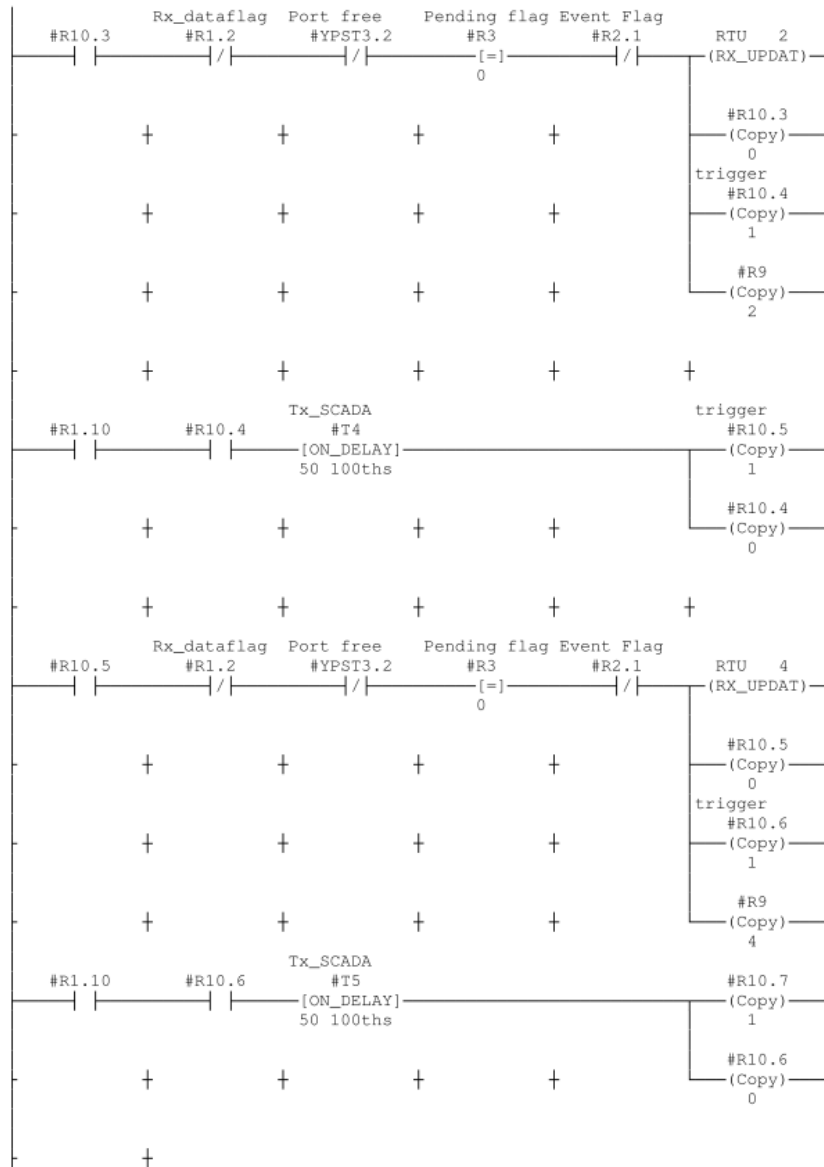 Rx_dataflag Port free Pending flag Event Flag
#R10.3 #R1.2 #YPST3.2 #R3 #R2.1 RTU 2
[=] (RX_UPDAT)
0
#R10.3
(Copy)
0
trigger
#R10.4
(Copy)
1
#R9
(Copy)
2
Tx_SCADA trigger
#R1.10 #R10.4 #T4 #R10.5
[ON_DELAY] (Copy)
50 100ths 1
#R10.4
(Copy)
0
Rx_dataflag Port free Pending flag Event Flag
#R10.5 #R1.2 #YPST3.2 #R3 #R2.1 RTU 4
[=] (RX_UPDAT)
0
#R10.5
(Copy)
0
trigger
#R10.6
(Copy)
1
#R9
(Copy)
4
Tx_SCADA
#R1.10 #R10.6 #T5 #R10.7
[ON_DELAY] (Copy)
50 100ths 1
#R10.6
(Copy)
0